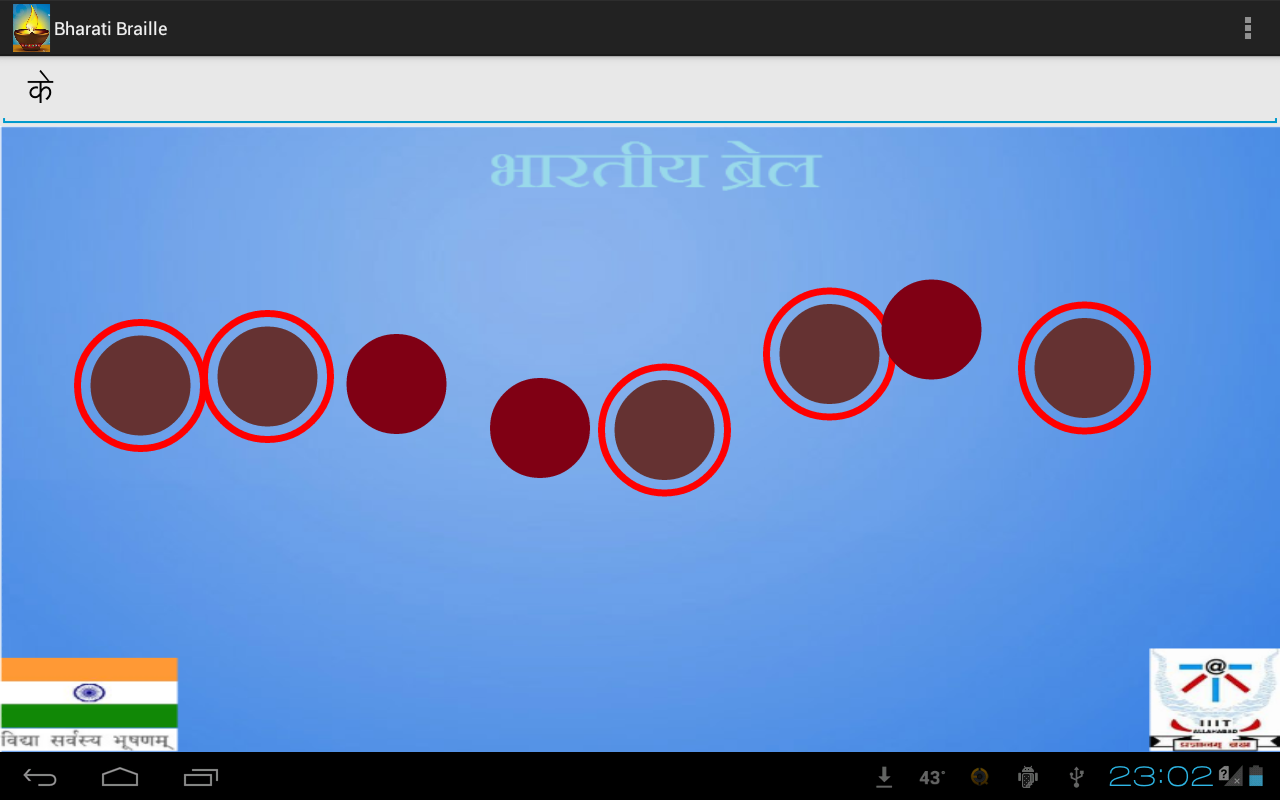 Bharati Braille
के
भारतीय ब्रेल
विद्या सर्वस्य भूषणम्
@
IIIT
ALLAHABAD
43°
23:02